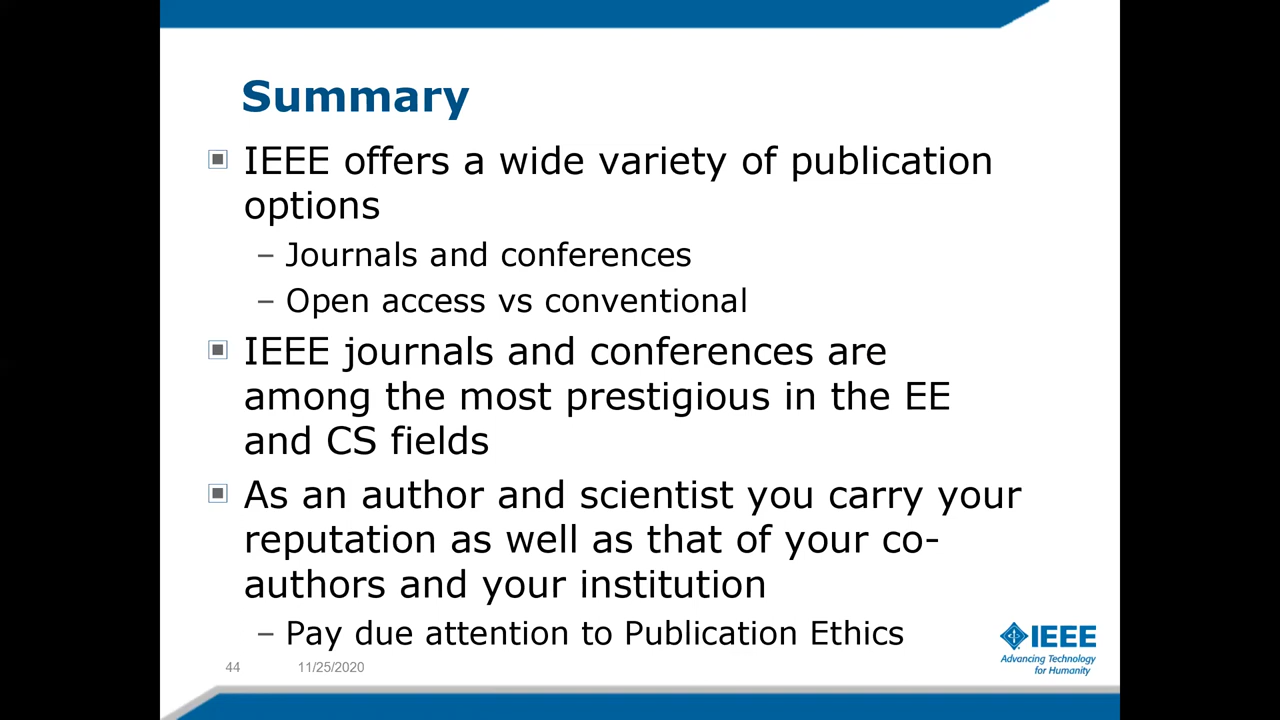 Summary
IEEE offers a wide variety of publication
options
– Journals and conferences
– Open access vs conventional
IEEE journals and conferences are
among the most prestigious in the EE
and CS fields
As an author and scientist you carry your
reputation as well as that of your co-
authors and your institution
– Pay due attention to Publication Ethics
44 11/25/2020
IEEE
Advancing Technology
for Humanity